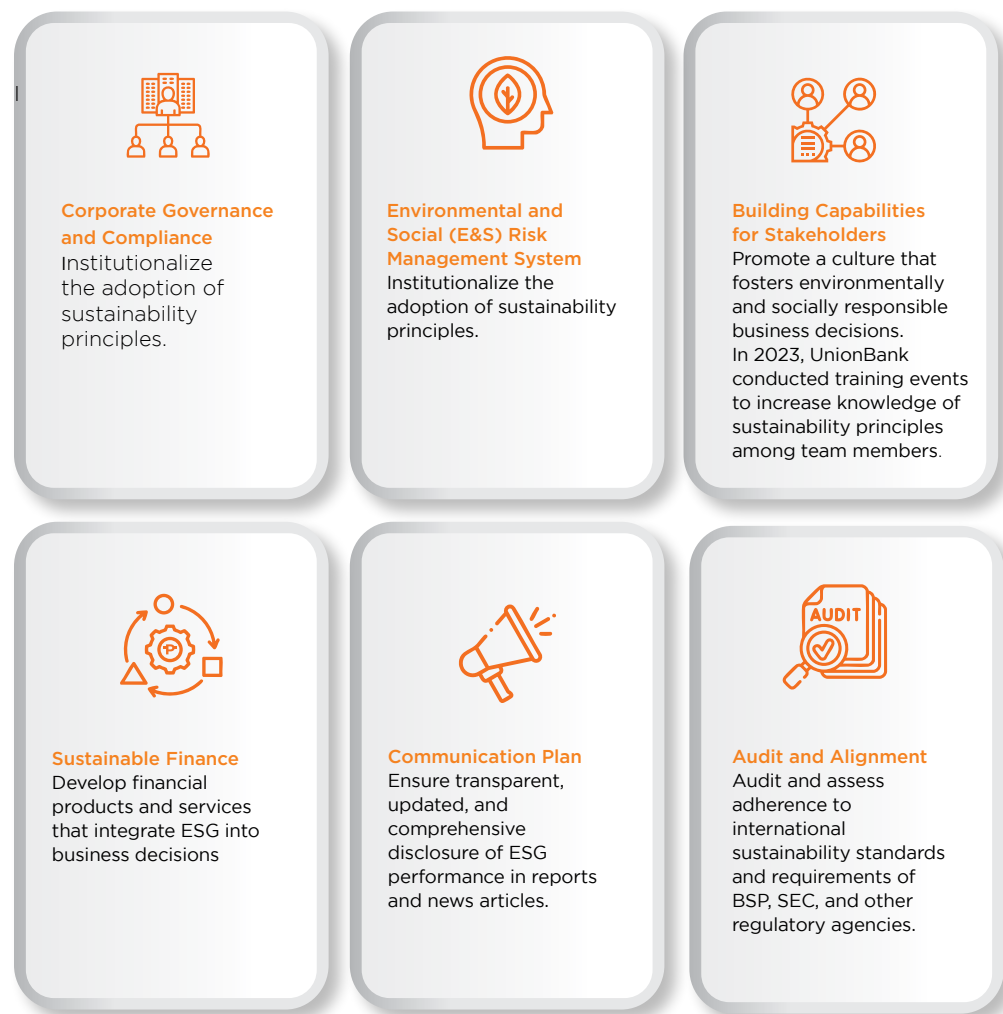 Corporate Governance
and Compliance
Institutionalize
the adoption of
sustainability
principles.
Environmental and
Social (E&S) Risk
Management System
Institutionalize the
adoption of sustainability
principles.
Building Capabilities
for Stakeholders
Promote a culture that
fosters environmentally
and socially responsible
business decisions.
In 2023, UnionBank
conducted training events
to increase knowledge of
sustainability principles
among team members.
Sustainable Finance
Develop financial
products and services
that integrate ESG into
business decisions
Communication Plan
Ensure transparent,
updated, and
comprehensive
disclosure of ESG
performance in reports
and news articles.
AUDIT
Audit and Alignment
Audit and assess
adherence to
international
sustainability standards
and requirements of
BSP, SEC, and other
regulatory agencies.